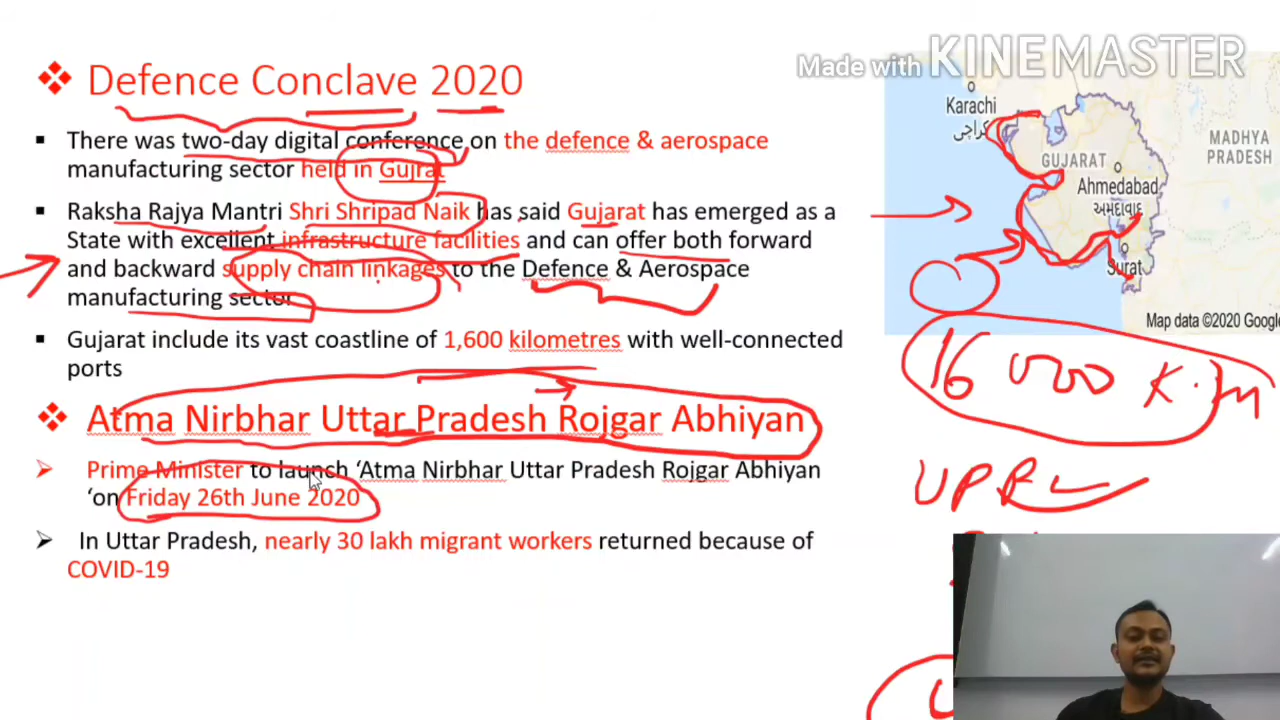 Made with KINEMASTER
❖ Defence Conclave 2020
▪ There was two-day digital conference on the defence & aerospace
manufacturing sector held in Gujrat
▪ Raksha Rajya Mantri Shri Shripad Naik has said Gujarat has emerged as a
State with excellent infrastructure facilities and can offer both forward
and backward supply chain linkages to the Defence & Aerospace
manufacturing sector
▪ Gujarat include its vast coastline of 1,600 kilometres with well-connected
ports
❖ Atma Nirbhar Uttar Pradesh Rojgar Abhiyan
➢ Prime Minister to launch ‘Atma Nirbhar Uttar Pradesh Rojgar Abhiyan
‘on Friday 26th June 2020
➢ In Uttar Pradesh, nearly 30 lakh migrant workers returned because of
COVID-19
Karachi
کراچی
GUJARAT
MADHYA
PRADESH
Ahmedabad
અમદાવાદ
Surat
Map data ©2020 Google
16000 K.m